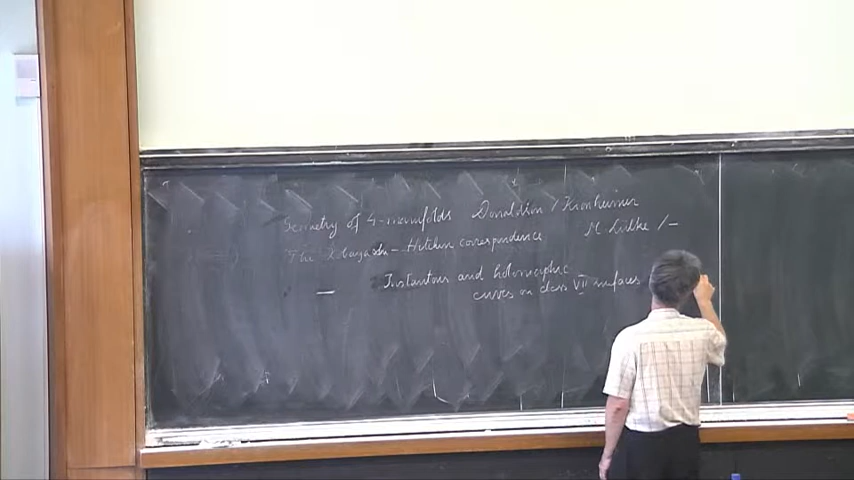 Geometry of 4-manifolds Donaldson / Kronheimer
The Kobayashi - Hitchin correspondence M. Lübke / -
- Instantons and holomorphic
curves on class VII surfaces